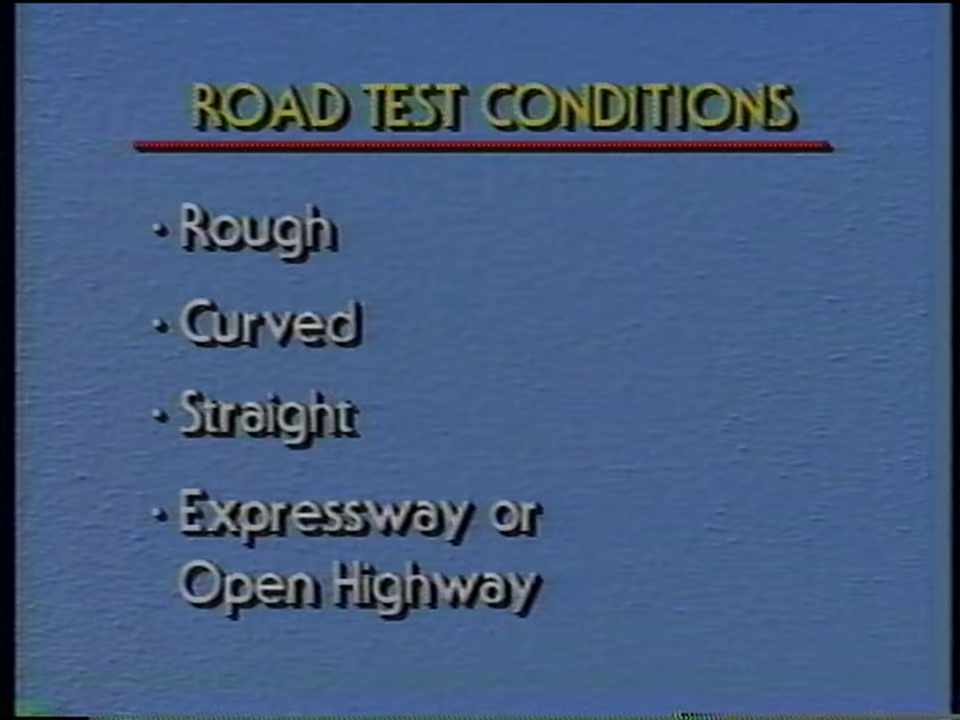 ROAD TEST CONDITIONS
· Rough
· Curved
· Straight
· Expressway or
Open Highway